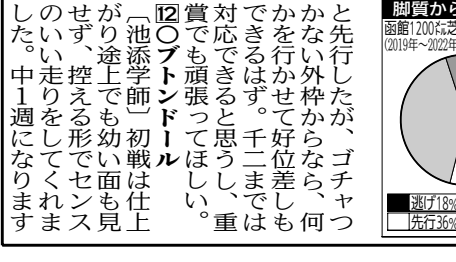 と先行したが、ゴチャつ
かない外枠からなら、何
かを行かせて好位差しも
できるはず。千二までは
対応できると思うし、重
賞でも頑張ってほしい。
12○ブトンドール
〔池添学師〕初戦は仕上
がり途上でも幼い面も見
せず、控える形でセンス
のいい走りをしてくれま
した。中1週になります
脚質から
函館1200㍍芝
(2019年~2022年
逃げ18%
先行36%